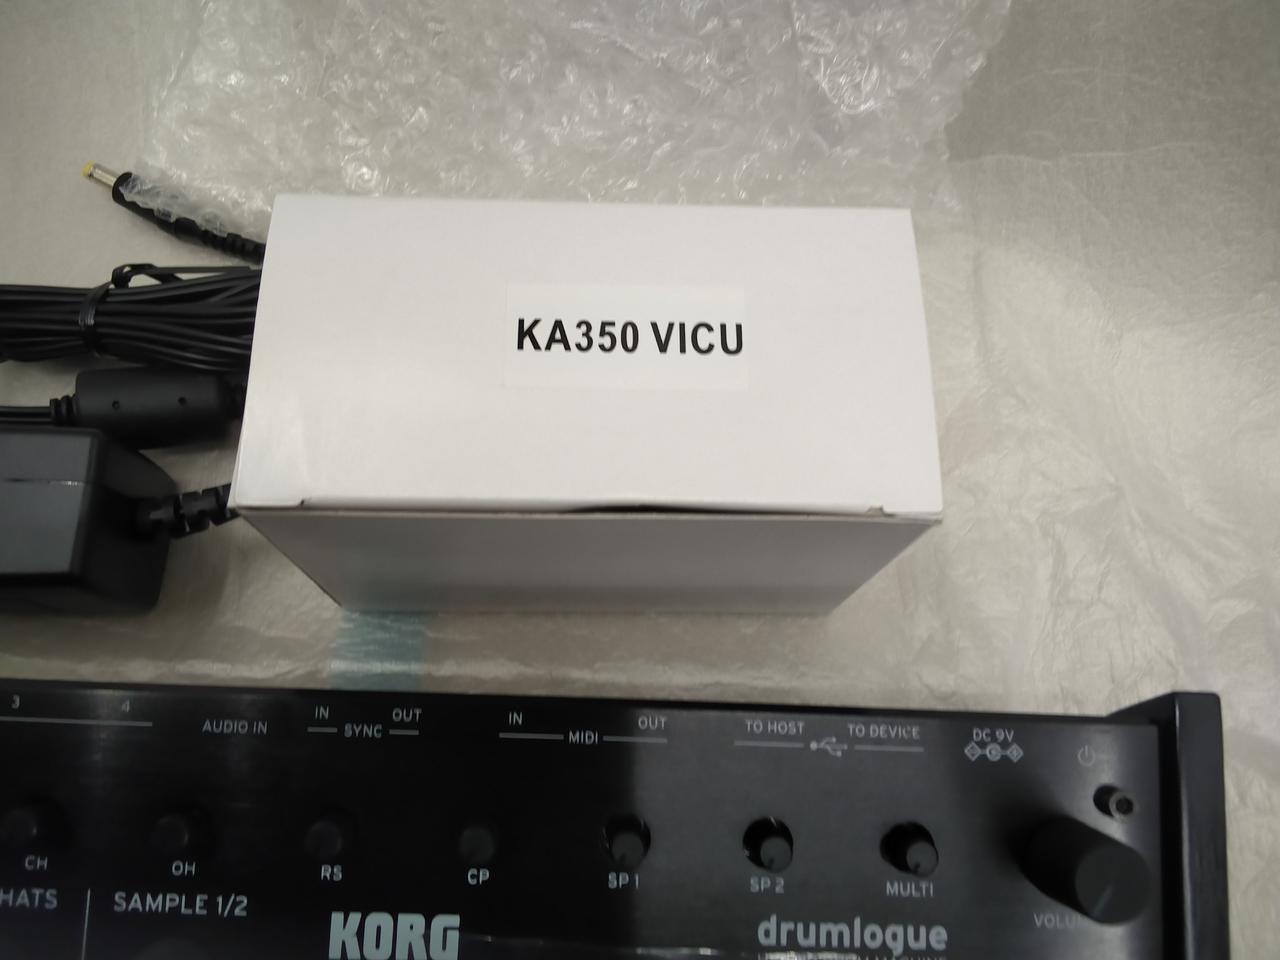 KA350 VICU
3 4
AUDIO IN
IN OUT
SYNC
IN OUT
MIDI
TO HOST TO DEVICE
DC 9V
CH OH RS CP SP 1 SP 2 MULTI
HATS SAMPLE 1/2
KORG
drumlogue